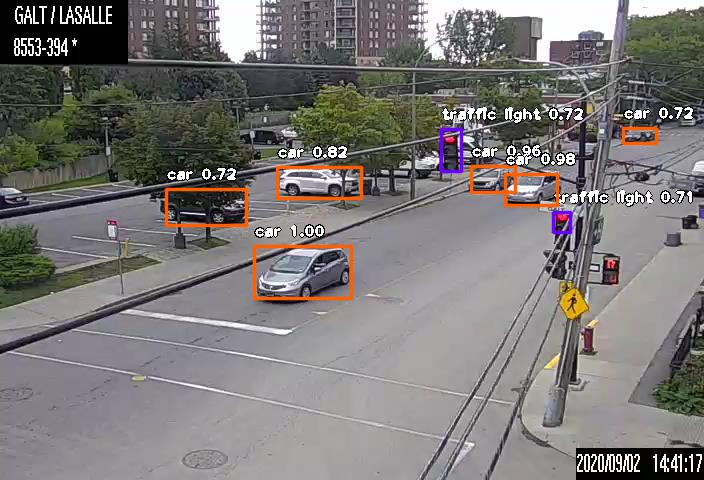 GALT / LASALLE
8553-394 *
traffic light 0.72
car 0.72
car 0.82
car 0.96
car 0.98
car 0.72
traffic light 0.71
car 1.00
2020/09/02 14:41:17